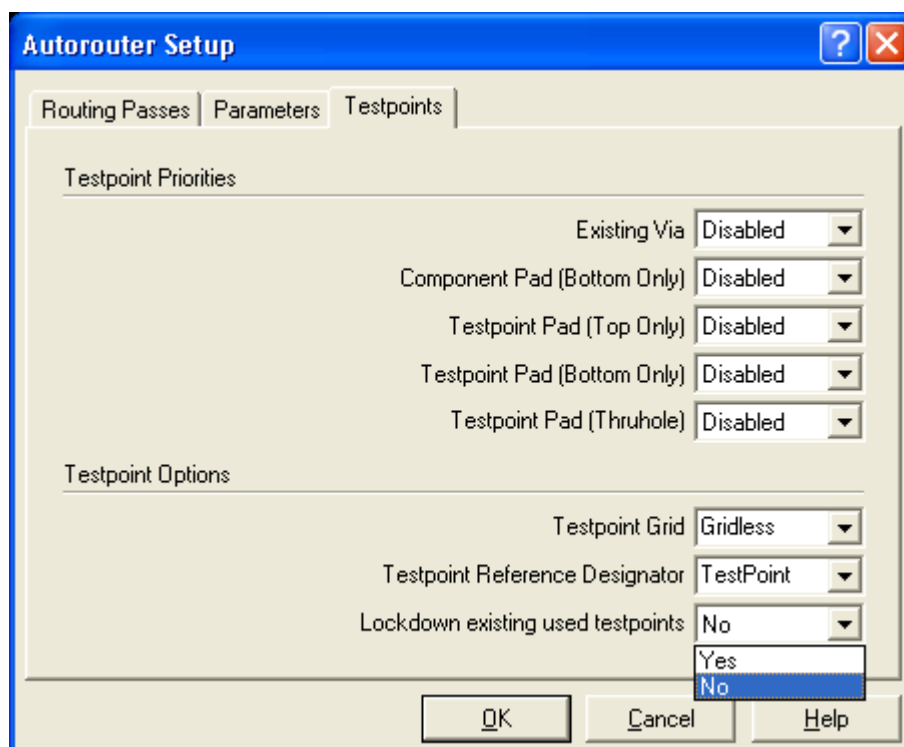 Autorouter Setup
Routing Passes Parameters Testpoints
Testpoint Priorities
Existing Via Disabled
Component Pad (Bottom Only) Disabled
Testpoint Pad (Top Only) Disabled
Testpoint Pad (Bottom Only) Disabled
Testpoint Pad (Thruhole) Disabled
Testpoint Options
Testpoint Grid Gridless
Testpoint Reference Designator TestPoint
Lockdown existing used testpoints No
Yes
No
OK Cancel Help